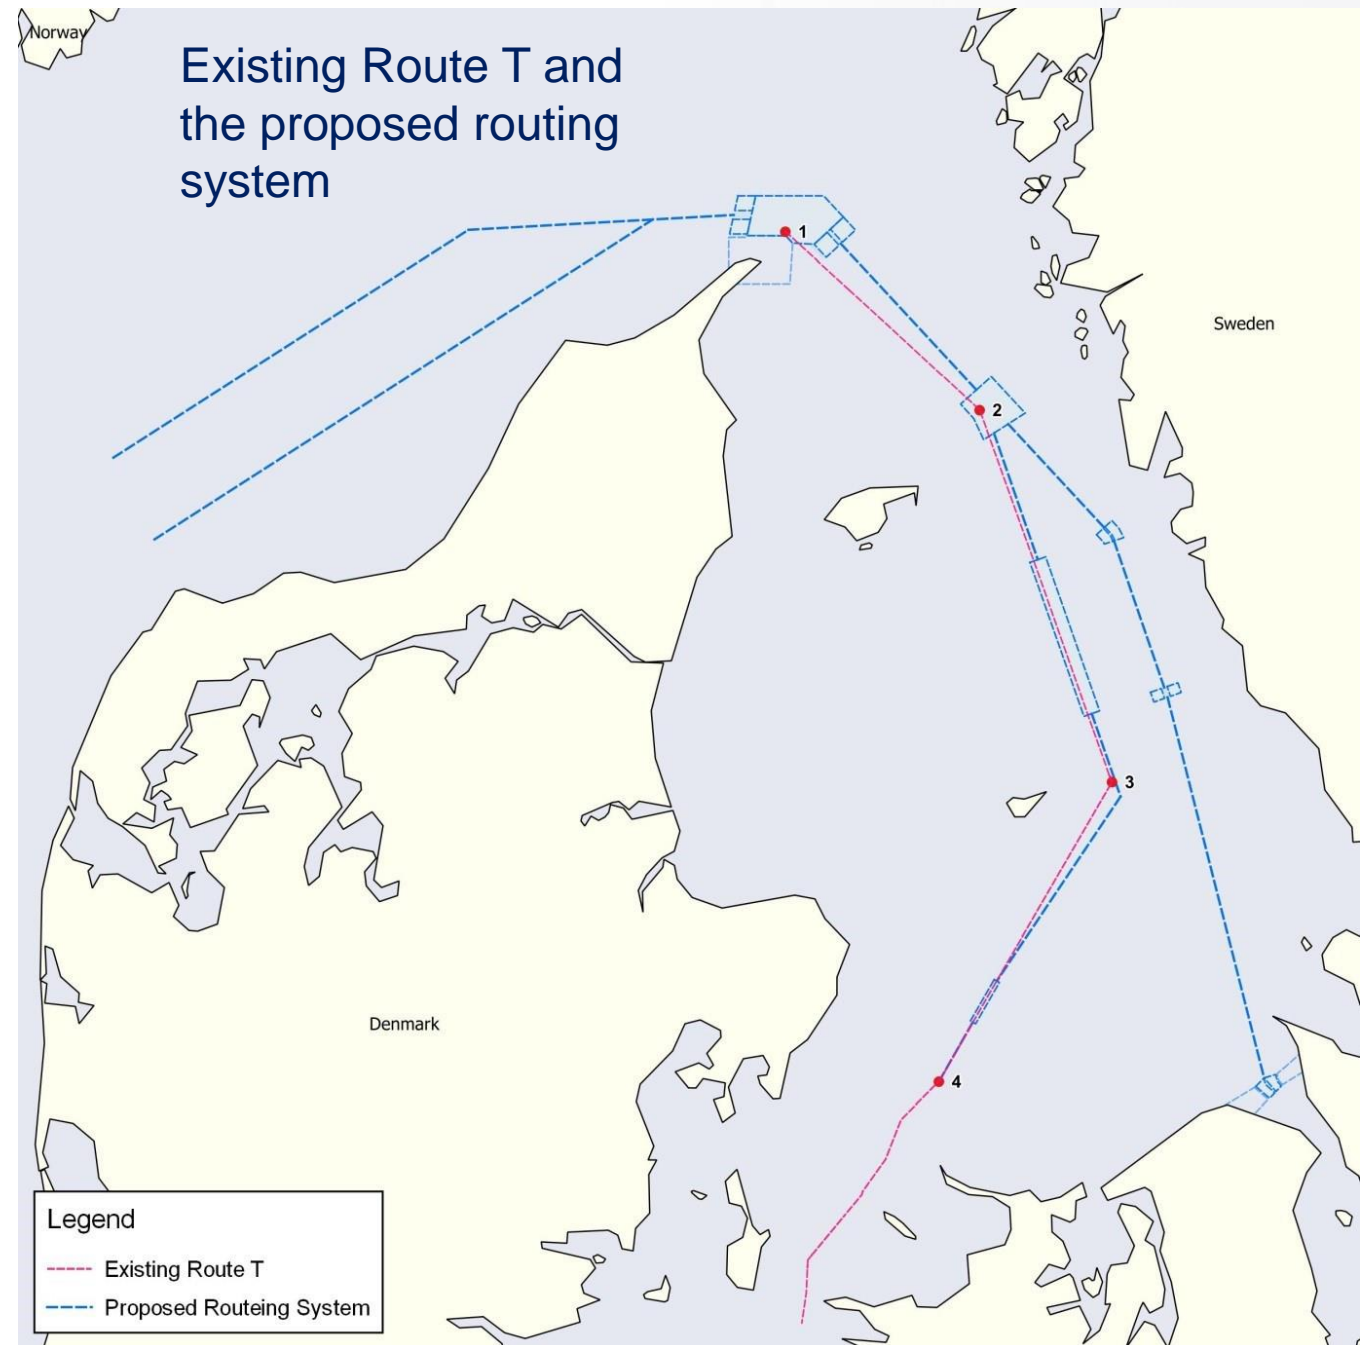 Norway
Existing Route T and
the proposed routing
system
1
Sweden
2
3
Denmark
4
Legend
Existing Route T
Proposed Routeing System